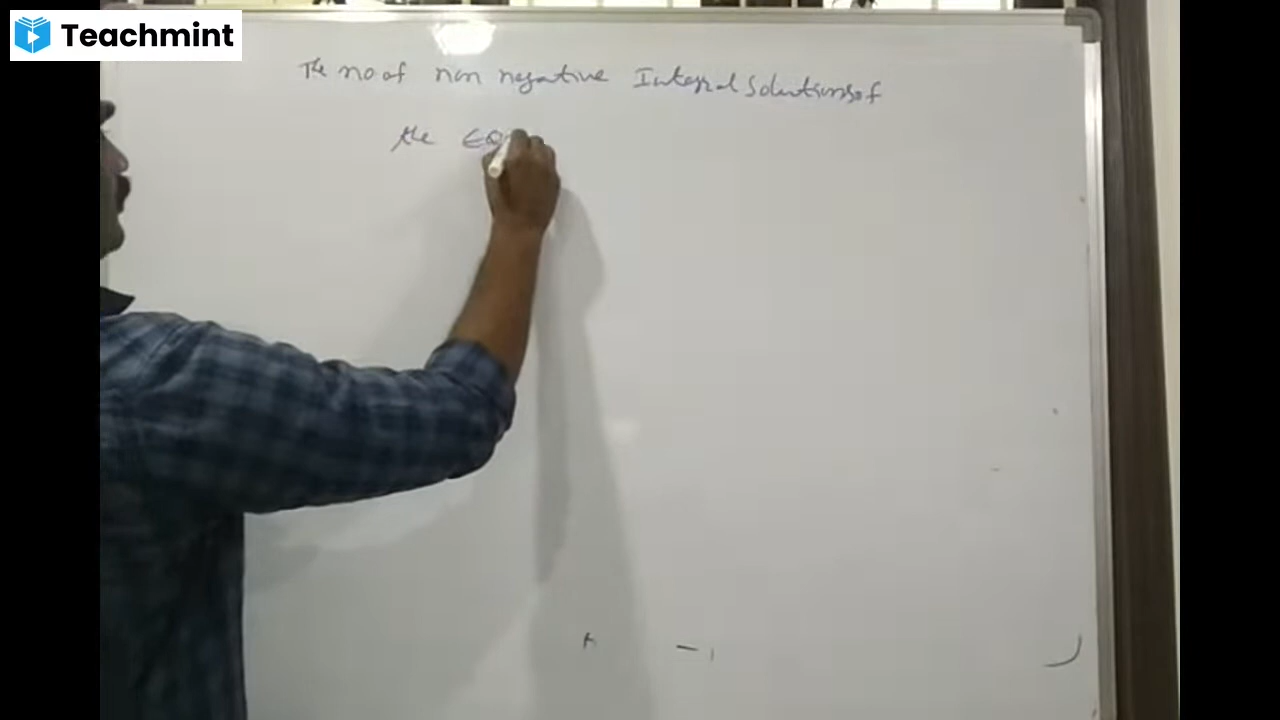 Teachmint
The no of non negative Integral Solutions of
the EQ